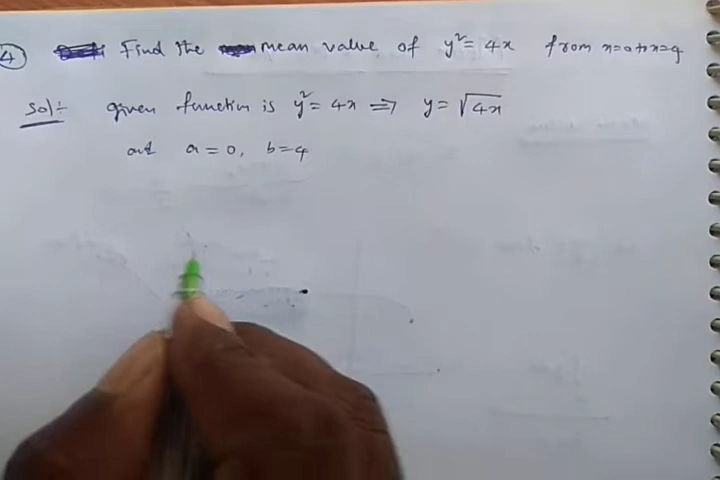 4 Find the mean value of y² = 4x from x=0 to x=4
Sol:- given function is y² = 4x ⇒ y = √4x
and a = 0, b = 4